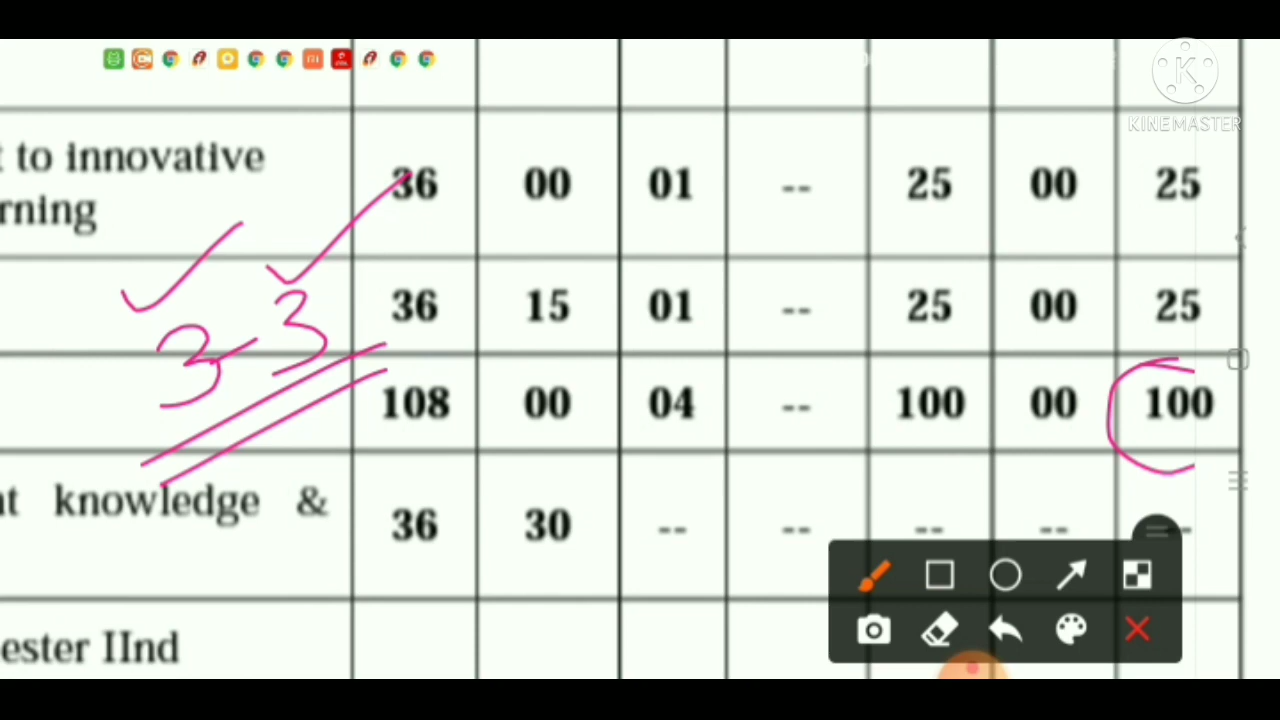 KINEMASTER
t to innovative
rning
36 00 01 -- 25 00 25
36 15 01 -- 25 00 25
3-3
108 00 04 -- 100 00 100
knowledge &
36 30 -- -- -- -- --
ester IInd